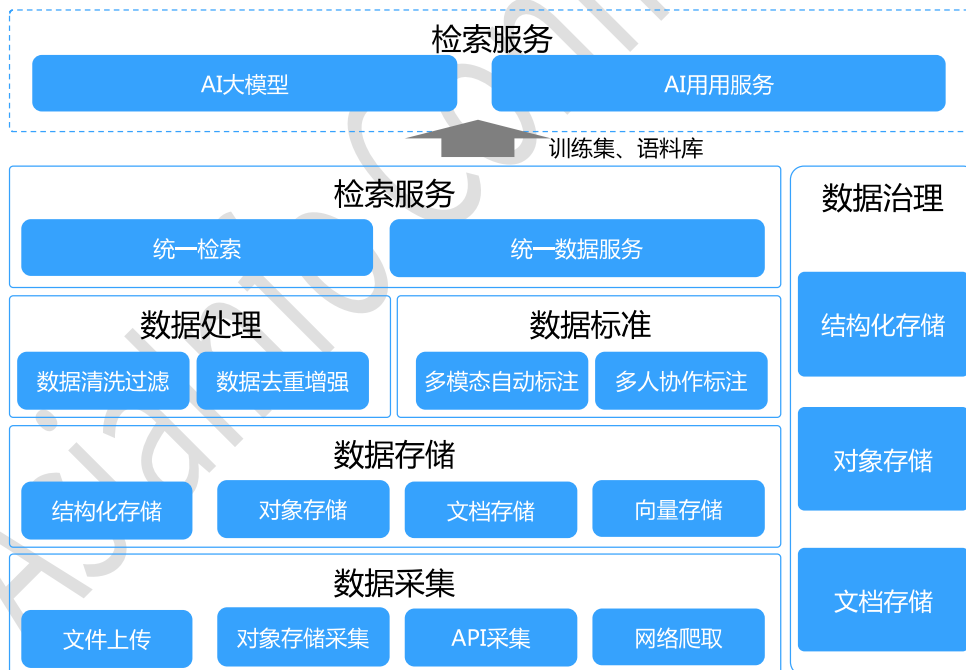 检索服务
AI大模型
AI用用服务
训练集、语料库
检索服务
统一检索
统一数据服务
数据处理
数据清洗过滤
数据去重增强
数据标准
多模态自动标注
多人协作标注
数据存储
结构化存储
对象存储
文档存储
向量存储
数据采集
文件上传
对象存储采集
API采集
网络爬取
数据治理
结构化存储
对象存储
文档存储